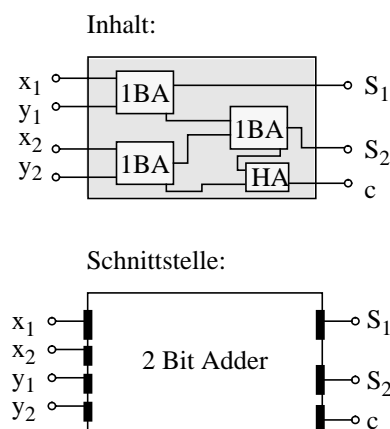 Inhalt:
x1
y1
x2
y2
1BA
1BA
1BA
HA
S1
S2
c
Schnittstelle:
x1
x2
y1
y2
2 Bit Adder
S1
S2
c